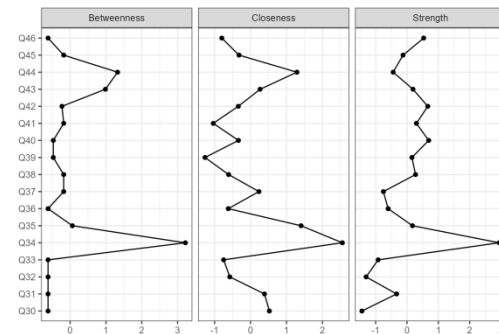 Betweenness Closeness Strength
Q46
Q45
Q44
Q43
Q42
Q41
Q40
Q39
Q38
Q37
Q36
Q35
Q34
Q33
Q32
Q31
Q30
0 1 2 3 -1 0 1 2 -1 0 1 2